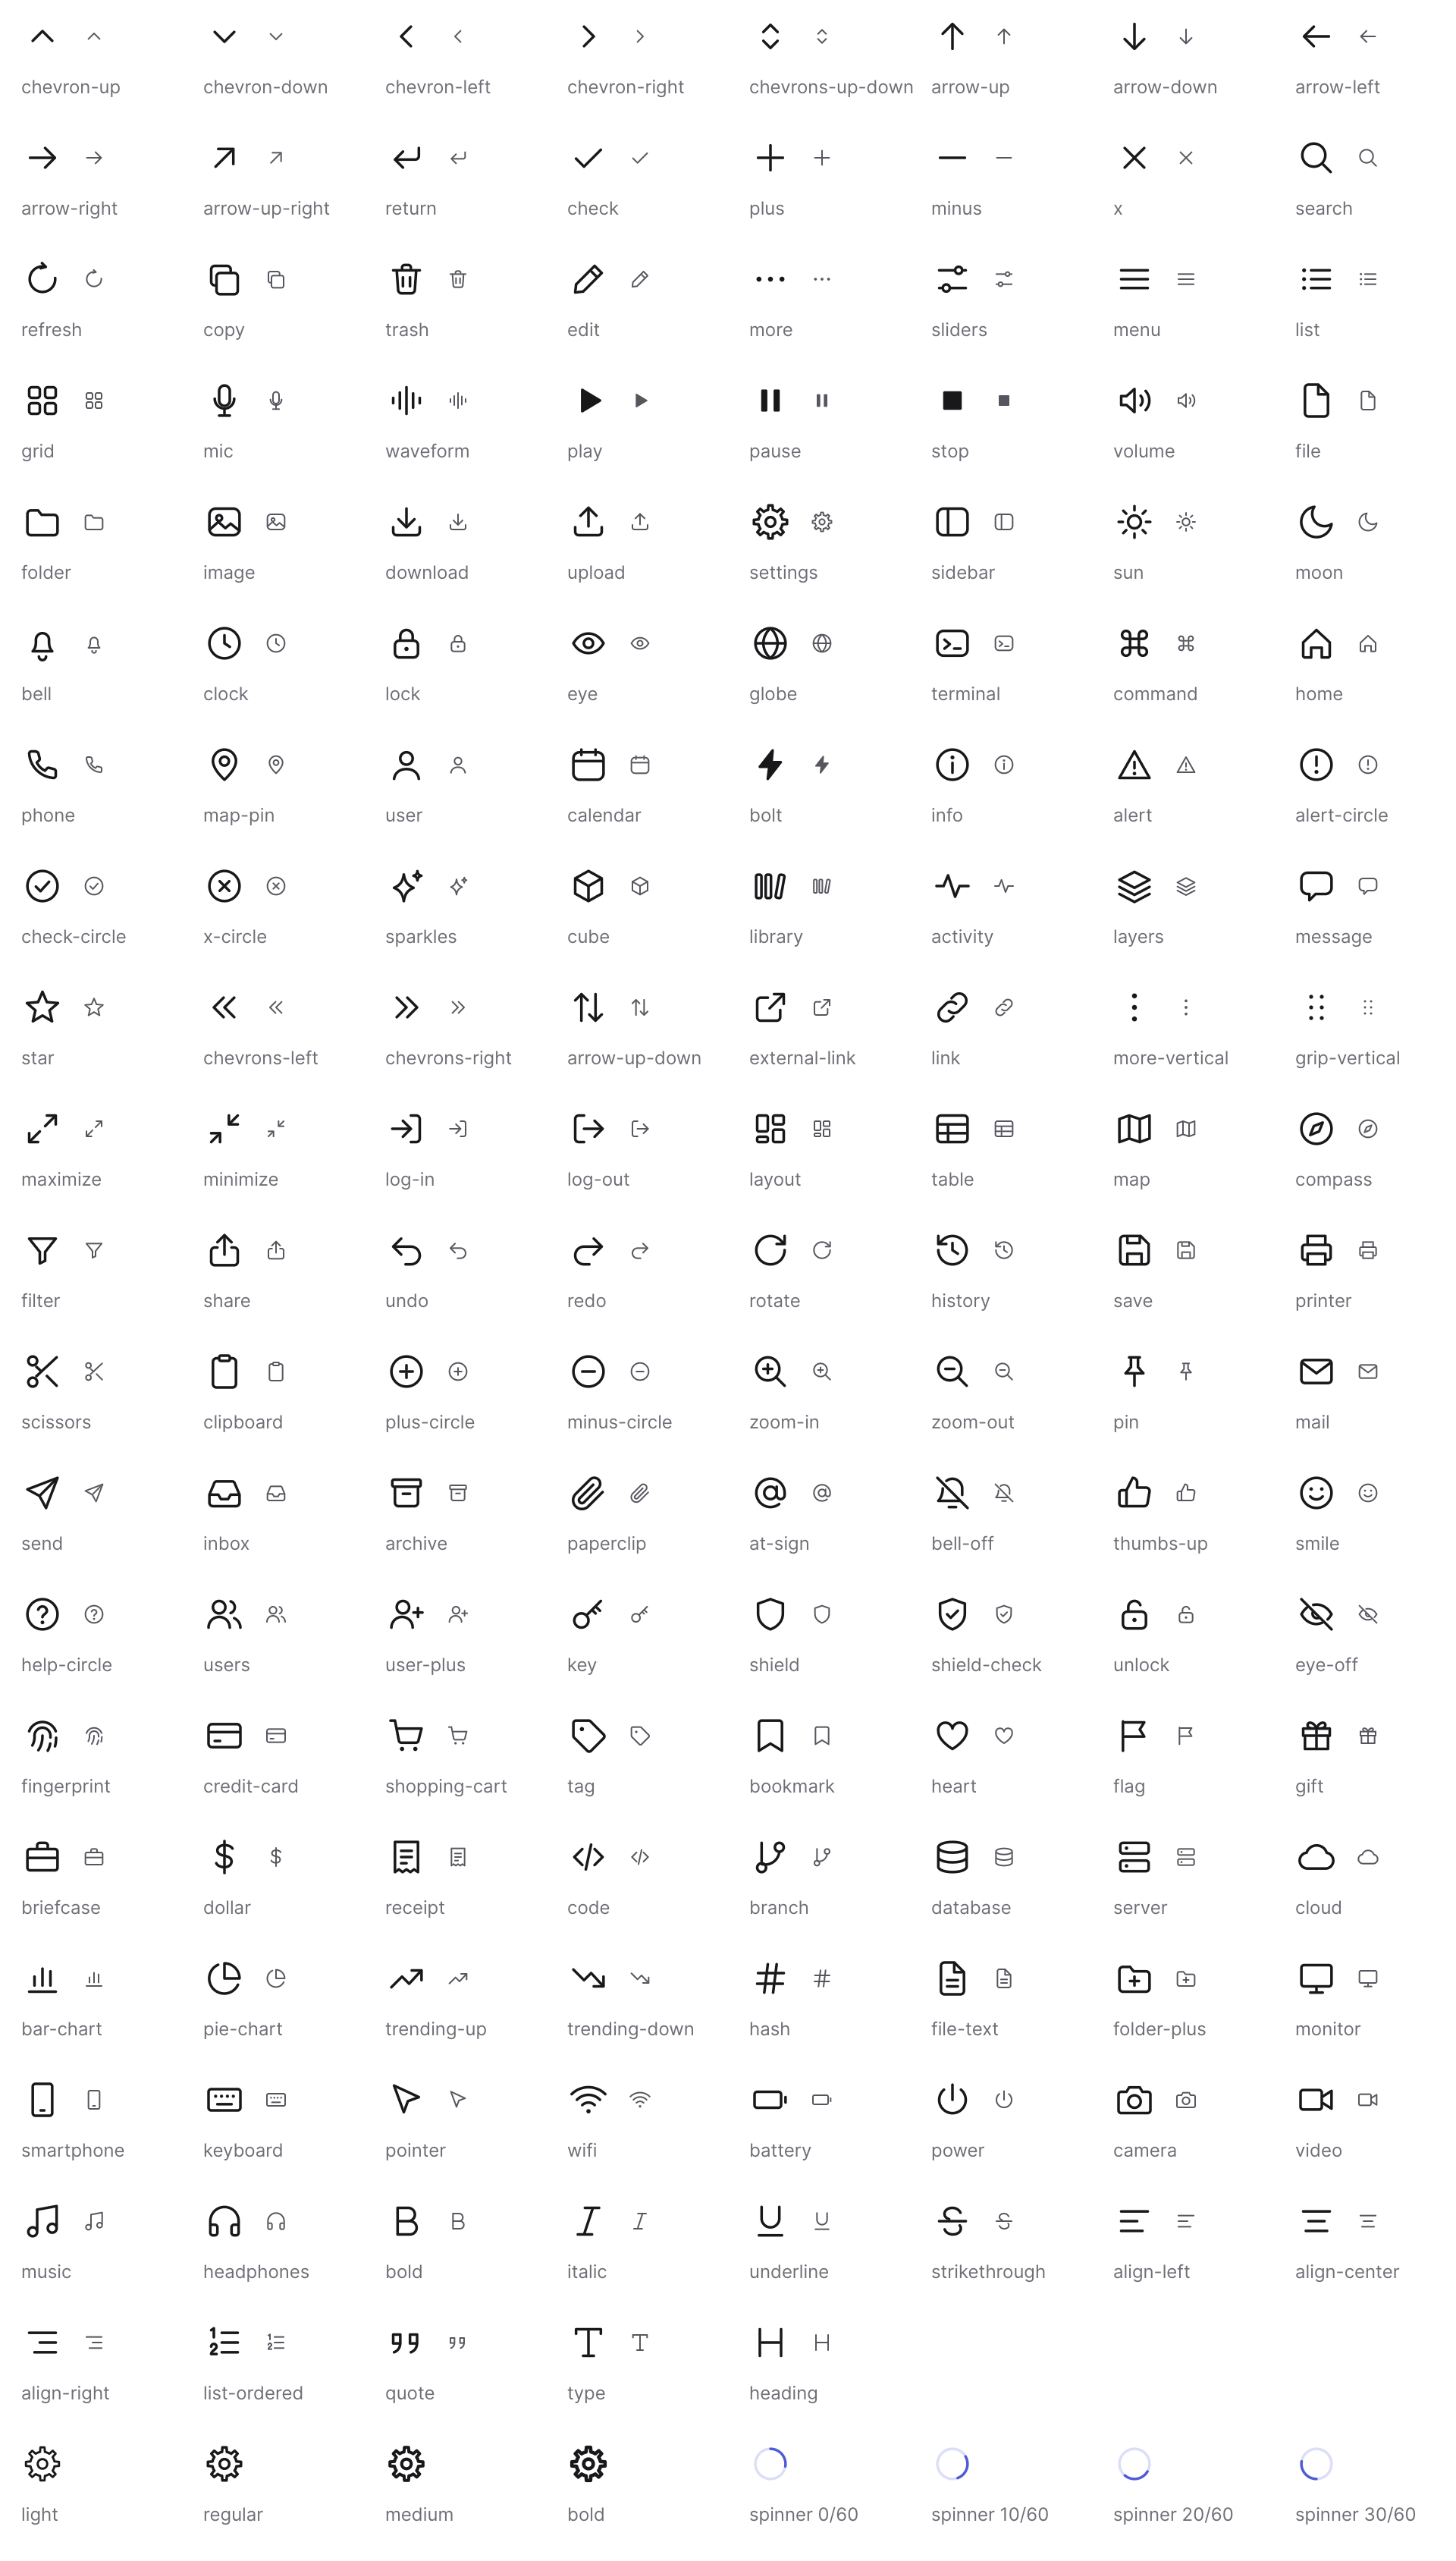 chevron-up chevron-down chevron-left chevron-right chevrons-up-down arrow-up arrow-down arrow-left
arrow-right arrow-up-right return check plus minus x search
refresh copy trash edit more sliders menu list
grid mic waveform play pause stop volume file
folder image download upload settings sidebar sun moon
bell clock lock eye globe terminal command home
phone map-pin user calendar bolt info alert alert-circle
check-circle x-circle sparkles cube library activity layers message
star chevrons-left chevrons-right arrow-up-down external-link link more-vertical grip-vertical
maximize minimize log-in log-out layout table map compass
filter share undo redo rotate history save printer
scissors clipboard plus-circle minus-circle zoom-in zoom-out pin mail
send inbox archive paperclip at-sign bell-off thumbs-up smile
help-circle users user-plus key shield shield-check unlock eye-off
fingerprint credit-card shopping-cart tag bookmark heart flag gift
briefcase dollar receipt code branch database server cloud
bar-chart pie-chart trending-up trending-down hash file-text folder-plus monitor
smartphone keyboard pointer wifi battery power camera video
music headphones bold italic underline strikethrough align-left align-center
align-right list-ordered quote type heading
light regular medium bold spinner 0/60 spinner 10/60 spinner 20/60 spinner 30/60